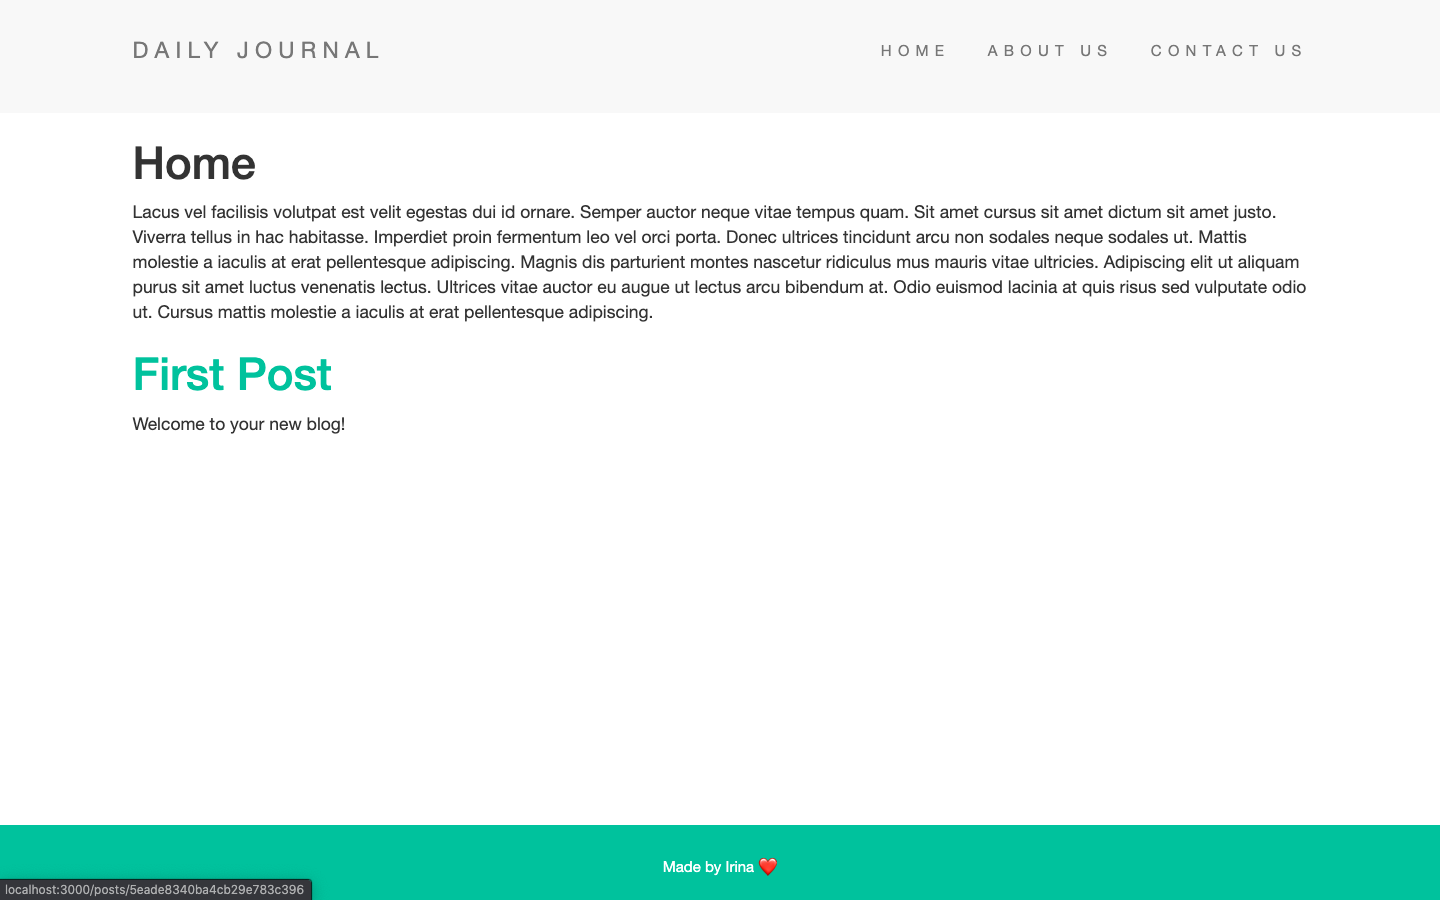 DAILY JOURNAL
HOME ABOUT US CONTACT US
Home
Lacus vel facilisis volutpat est velit egestas dui id ornare. Semper auctor neque vitae tempus quam. Sit amet cursus sit amet dictum sit amet justo.
Viverra tellus in hac habitasse. Imperdiet proin fermentum leo vel orci porta. Donec ultrices tincidunt arcu non sodales neque sodales ut. Mattis
molestie a iaculis at erat pellentesque adipiscing. Magnis dis parturient montes nascetur ridiculus mus mauris vitae ultricies. Adipiscing elit ut aliquam
purus sit amet luctus venenatis lectus. Ultrices vitae auctor eu augue ut lectus arcu bibendum at. Odio euismod lacinia at quis risus sed vulputate odio
ut. Cursus mattis molestie a iaculis at erat pellentesque adipiscing.
First Post
Welcome to your new blog!
Made by Irina ❤️
localhost:3000/posts/5eade8340ba4cb29e783c396